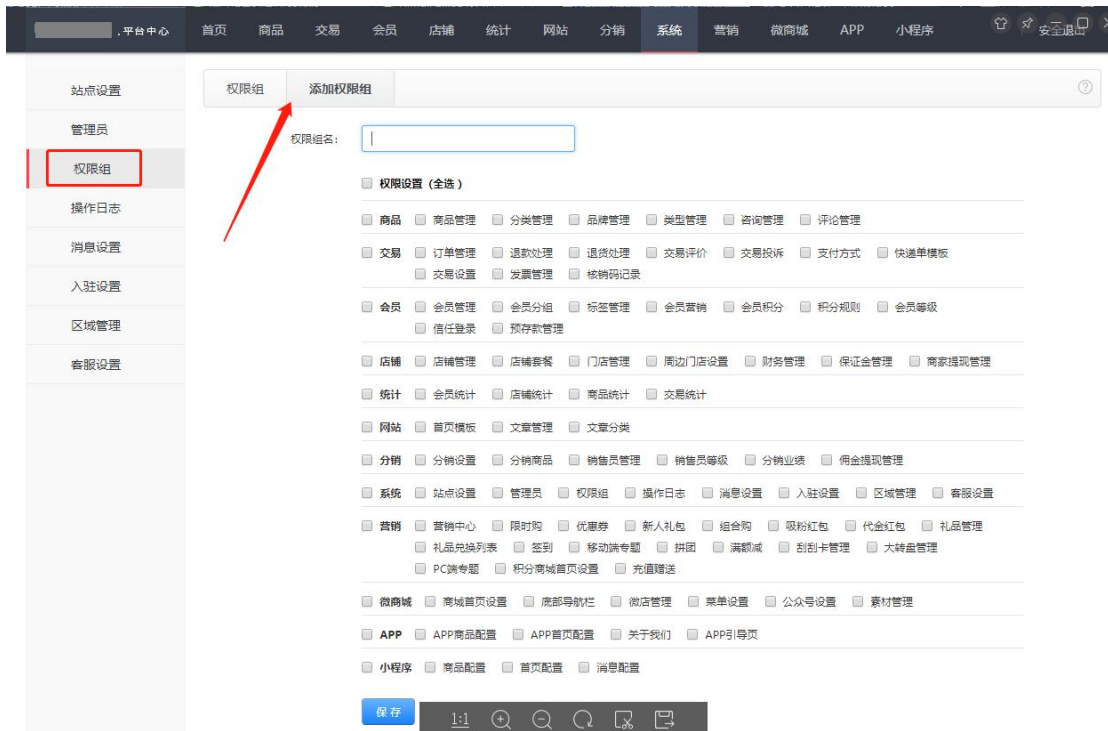 ,平台中心 首页 商品 交易 会员 店铺 统计 网站 分销 系统 营销 微商城 APP 小程序 安全退出
站点设置
管理员
权限组
操作日志
消息设置
入驻设置
区域管理
客服设置
权限组 添加权限组
权限组名:
权限设置(全选)
商品 商品管理 分类管理 品牌管理 类型管理 咨询管理 评论管理
交易 订单管理 退款处理 退货处理 交易评价 交易投诉 支付方式 快递单模板
交易设置 发票管理 核销码记录
会员 会员管理 会员分组 标签管理 会员营销 会员积分 积分规则 会员等级
信任登录 预存款管理
店铺 店铺管理 店铺套餐 门店管理 周边门店设置 财务管理 保证金管理 商家提现管理
统计 会员统计 店铺统计 商品统计 交易统计
网站 首页模板 文章管理 文章分类
分销 分销设置 分销商品 销售员管理 销售员等级 分销业绩 佣金提现管理
系统 站点设置 管理员 权限组 操作日志 消息设置 入驻设置 区域管理 客服设置
营销 营销中心 限时购 优惠券 新人礼包 组合购 吸粉红包 代金红包 礼品管理
礼品兑换列表 签到 移动端专题 拼团 满额减 刮刮卡管理 大转盘管理
PC端专题 积分商城首页设置 充值赠送
微商城 商城首页设置 底部导航栏 微店管理 菜单设置 公众号设置 素材管理
APP APP商品配置 APP首页配置 关于我们 APP引导页
小程序 商品配置 首页配置 消息配置
保存
1:1